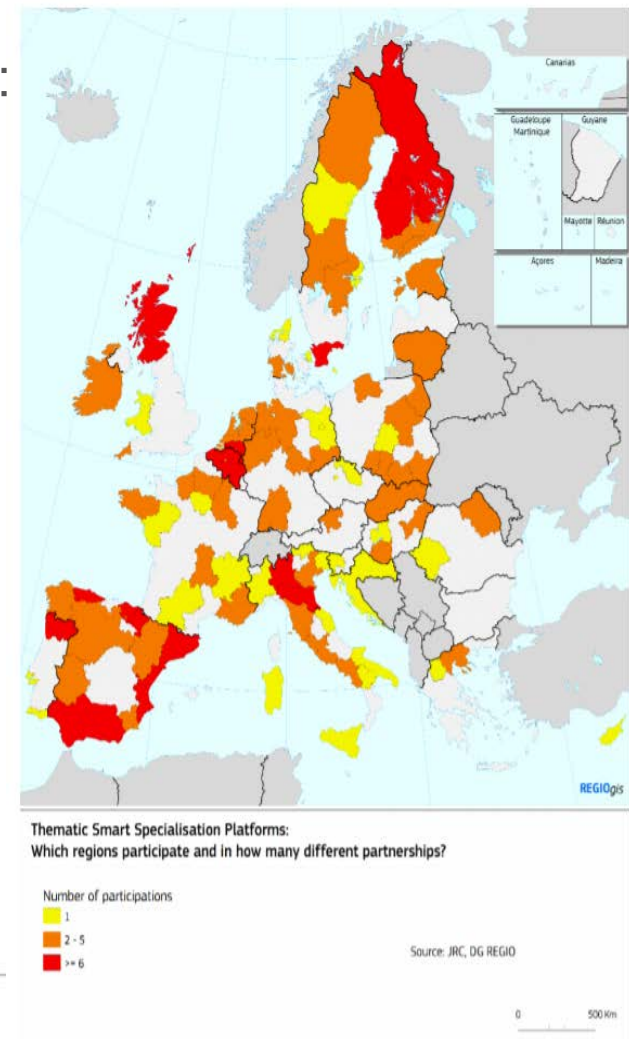 Canarias
Guadeloupe
Martinique
Guyane
Mayotte
Réunion
Açores
Madeira
REGIOgis
Thematic Smart Specialisation Platforms:
Which regions participate and in how many different partnerships?
Number of participations
1
2 - 5
>= 6
Source: JRC, DG REGIO
0
500 Km